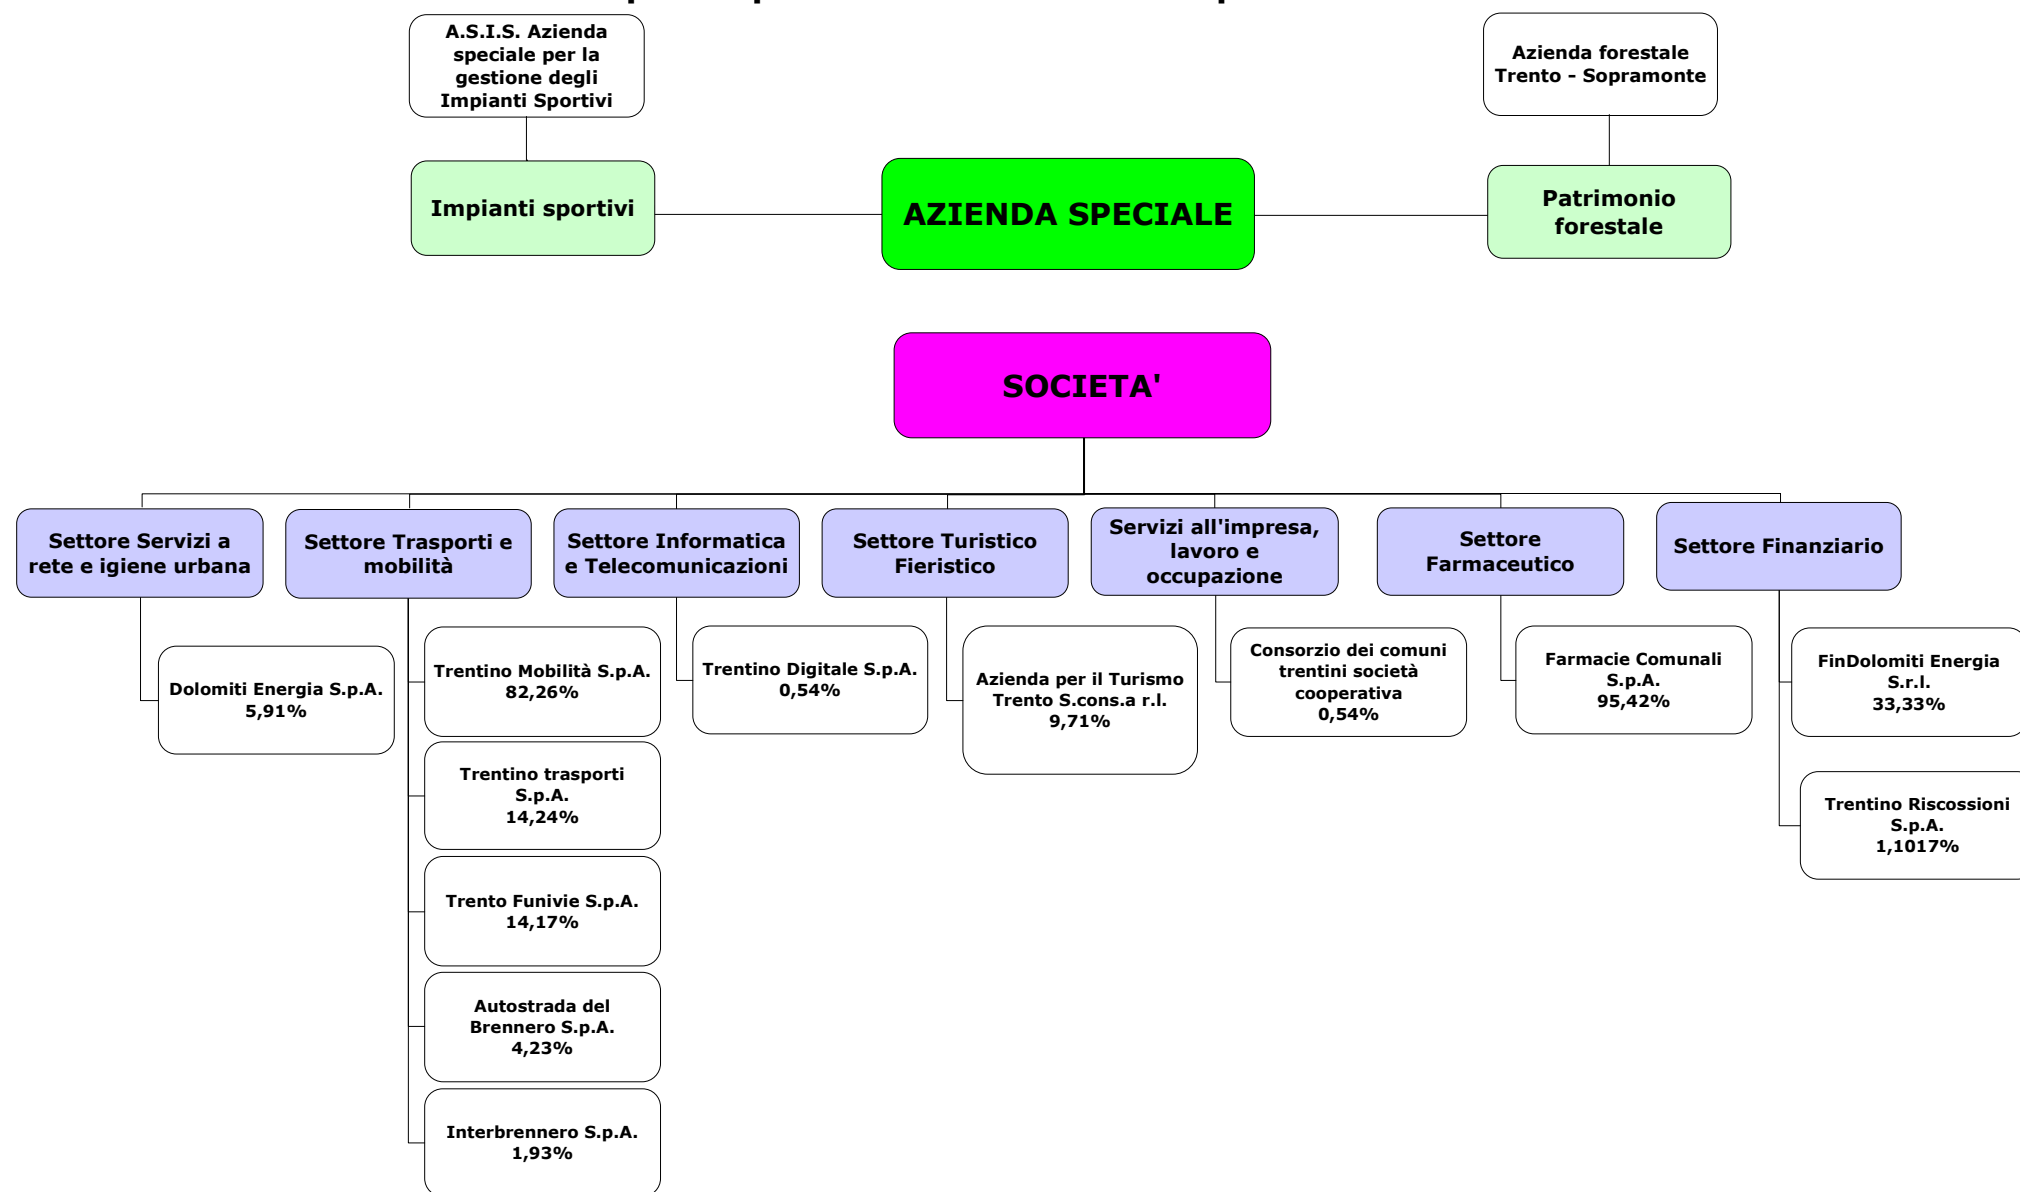 A.S.I.S. Azienda
speciale per la
gestione degli
Impianti Sportivi
Azienda forestale
Trento - Sopramonte
Impianti sportivi
AZIENDA SPECIALE
Patrimonio
forestale
SOCIETA'
Settore Servizi a
rete e igiene urbana
Settore Trasporti e
mobilità
Settore Informatica
e Telecomunicazioni
Settore Turistico
Fieristico
Servizi all'impresa,
lavoro e
occupazione
Settore
Farmaceutico
Settore Finanziario
Dolomiti Energia S.p.A.
5,91%
Trentino Mobilità S.p.A.
82,26%
Trentino trasporti
S.p.A.
14,24%
Trento Funivie S.p.A.
14,17%
Autostrada del
Brennero S.p.A.
4,23%
Interbrennero S.p.A.
1,93%
Trentino Digitale S.p.A.
0,54%
Azienda per il Turismo
Trento S.cons.a r.l.
9,71%
Consorzio dei comuni
trentini società
cooperativa
0,54%
Farmacie Comunali
S.p.A.
95,42%
FinDolomiti Energia
S.r.l.
33,33%
Trentino Riscossioni
S.p.A.
1,1017%